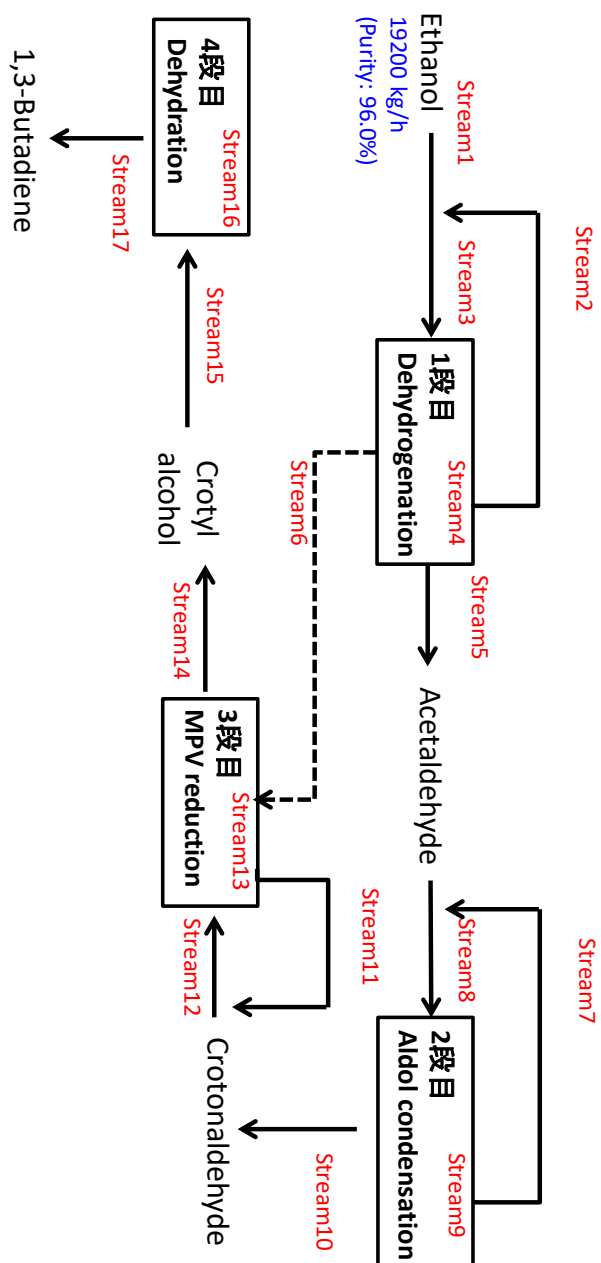 Stream2
Stream7
Stream1
Ethanol
19200 kg/h
(Purity: 96.0%)
Stream3
Stream4
1段目
Dehydrogenation
Stream5
Acetaldehyde
Stream8
Stream9
2段目
Aldol condensation
Stream6
Stream11
Stream10
Stream16
4段目
Dehydration
Stream15
Crotyl
alcohol
Stream14
Stream13
3段目
MPV reduction
Stream12
Crotonaldehyde
Stream17
1,3-Butadiene